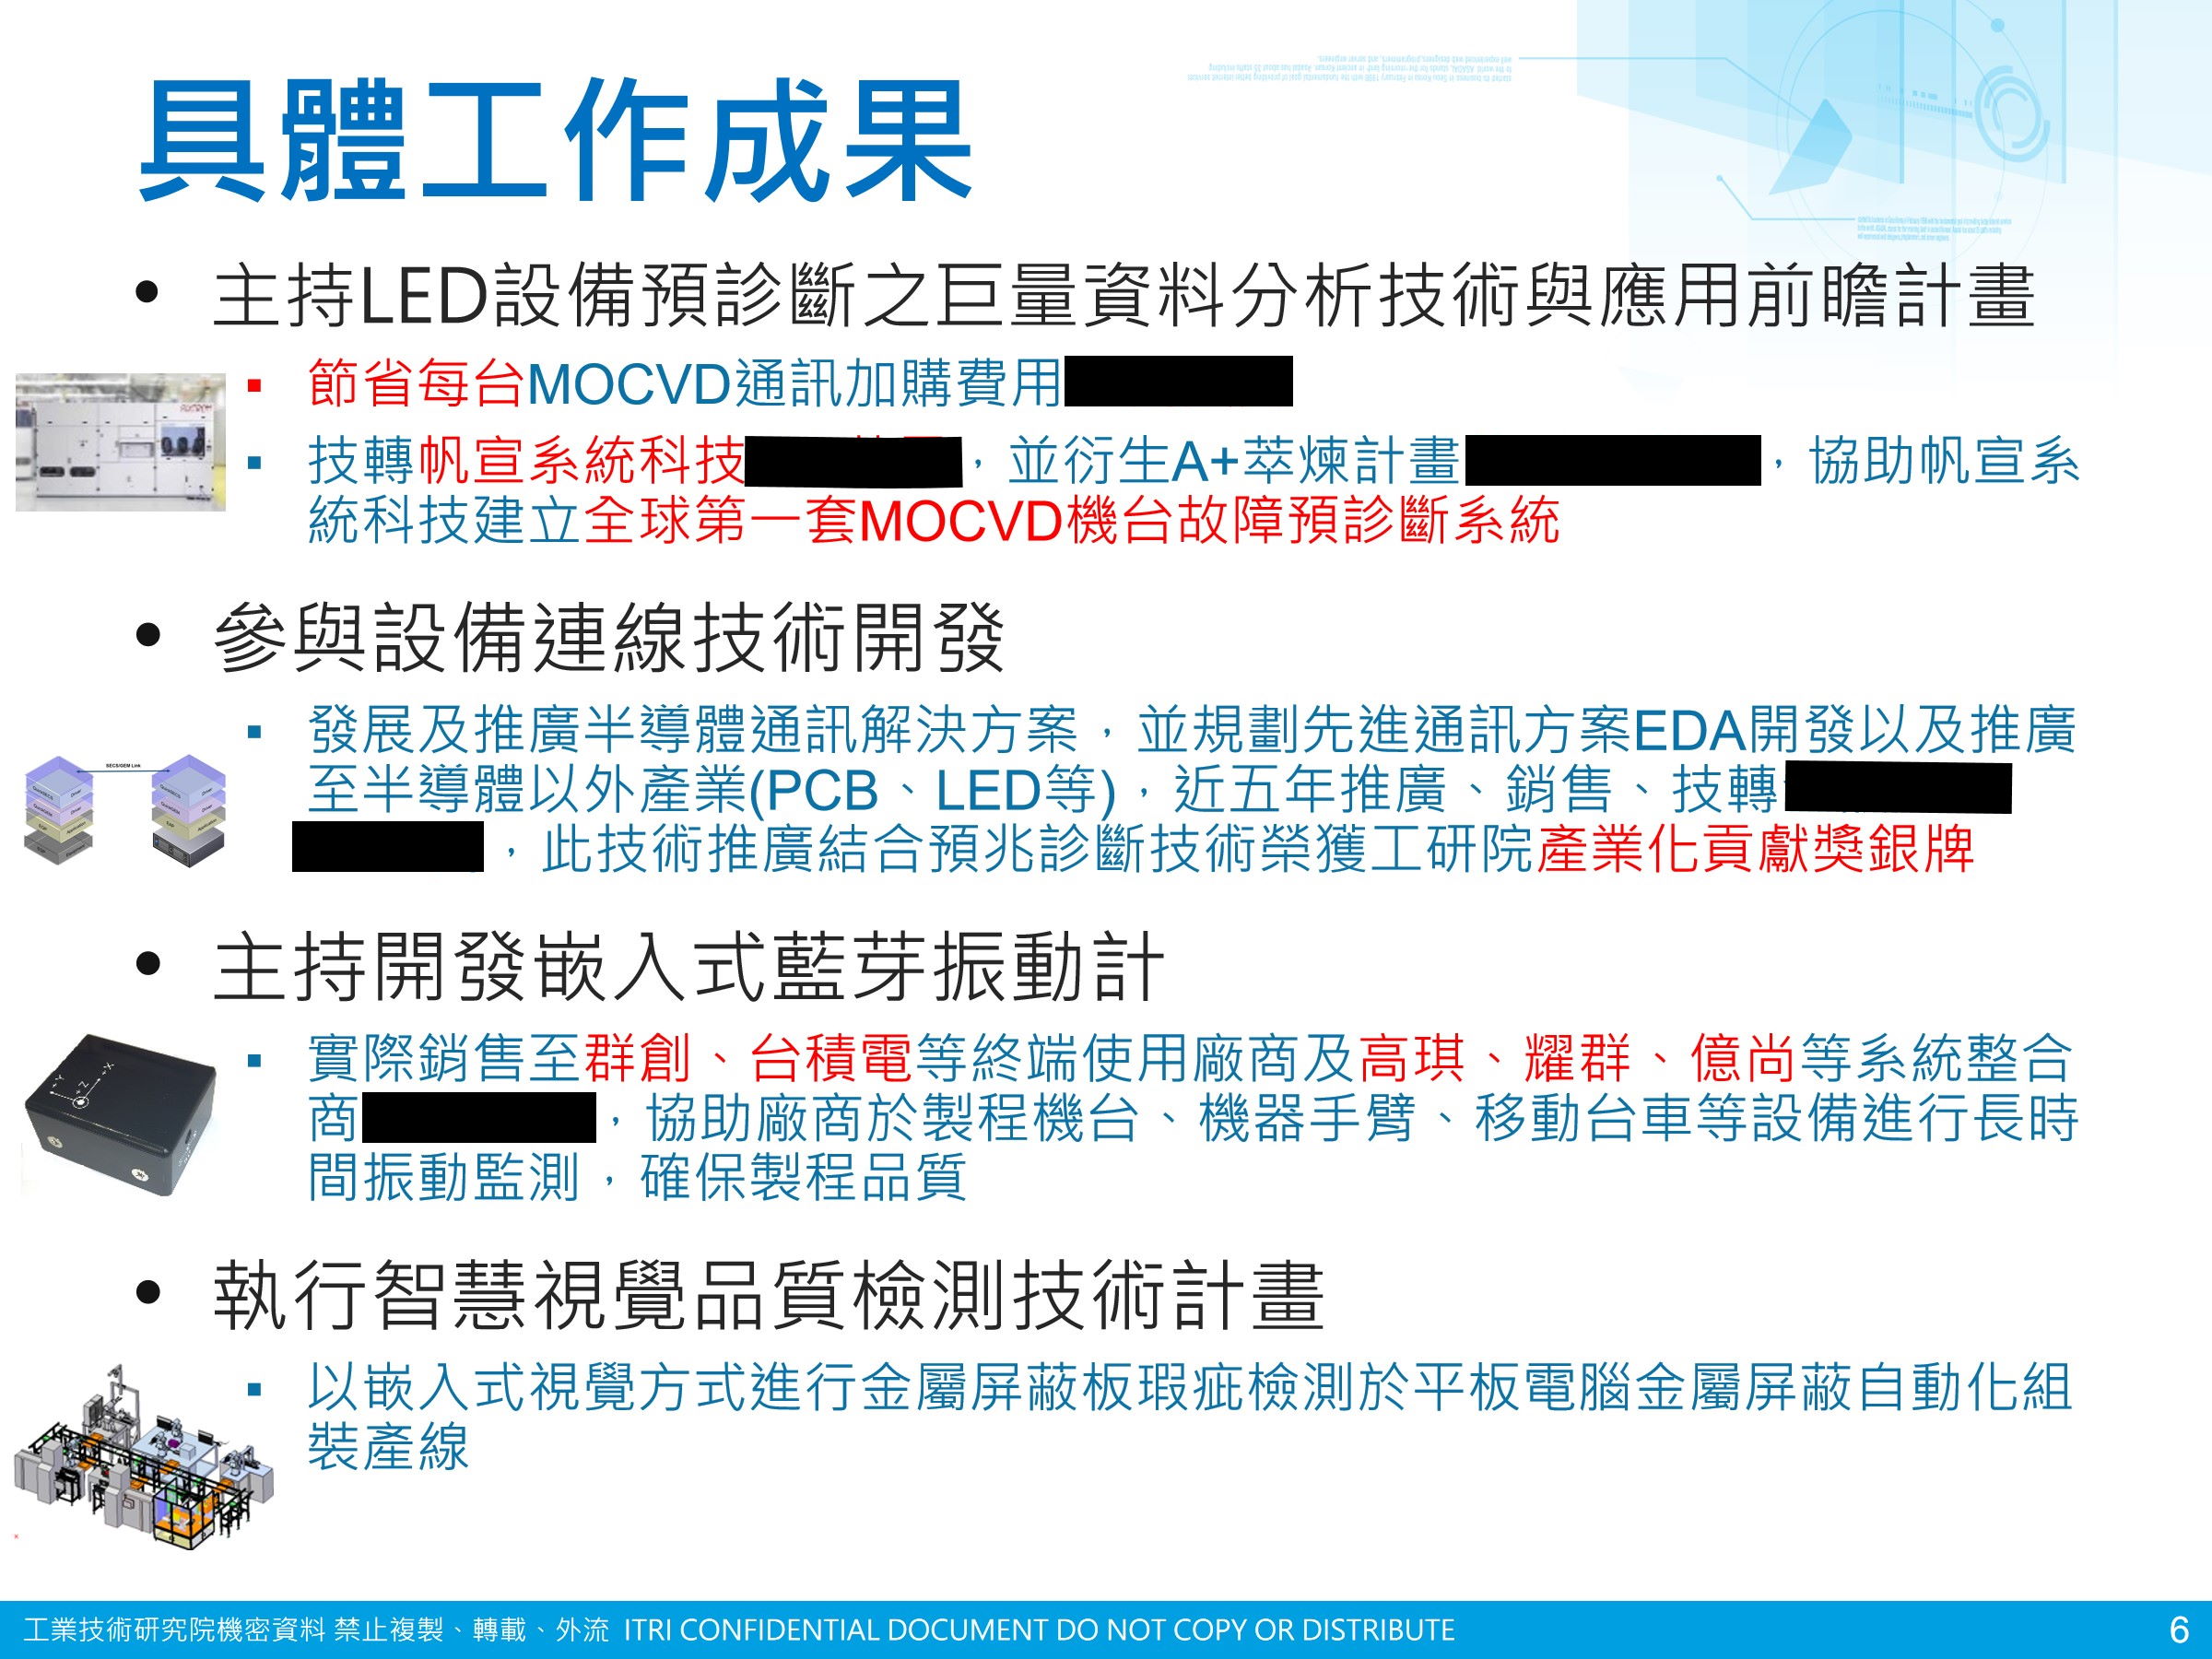 具體工作成果
• 主持LED設備預診斷之巨量資料分析技術與應用前瞻計畫
▪ 節省每台MOCVD通訊加購費用
▪ 技轉帆宣系統科技，並衍生A+萃煉計畫，協助帆宣系
統科技建立全球第一套MOCVD機台故障預診斷系統
• 參與設備連線技術開發
▪ 發展及推廣半導體通訊解決方案，並規劃先進通訊方案EDA開發以及推廣
至半導體以外產業(PCB、LED等)，近五年推廣、銷售、技轉
，此技術推廣結合預兆診斷技術榮獲工研院產業化貢獻獎銀牌
SECS/GEM Link
• 主持開發嵌入式藍芽振動計
▪ 實際銷售至群創、台積電等終端使用廠商及高琪、耀群、億尚等系統整合
商，協助廠商於製程機台、機器手臂、移動台車等設備進行長時
間振動監測，確保製程品質
+Y +Z +X
• 執行智慧視覺品質檢測技術計畫
▪ 以嵌入式視覺方式進行金屬屏蔽板瑕疵檢測於平板電腦金屬屏蔽自動化組
裝產線
工業技術研究院機密資料 禁止複製、轉載、外流 ITRI CONFIDENTIAL DOCUMENT DO NOT COPY OR DISTRIBUTE
6